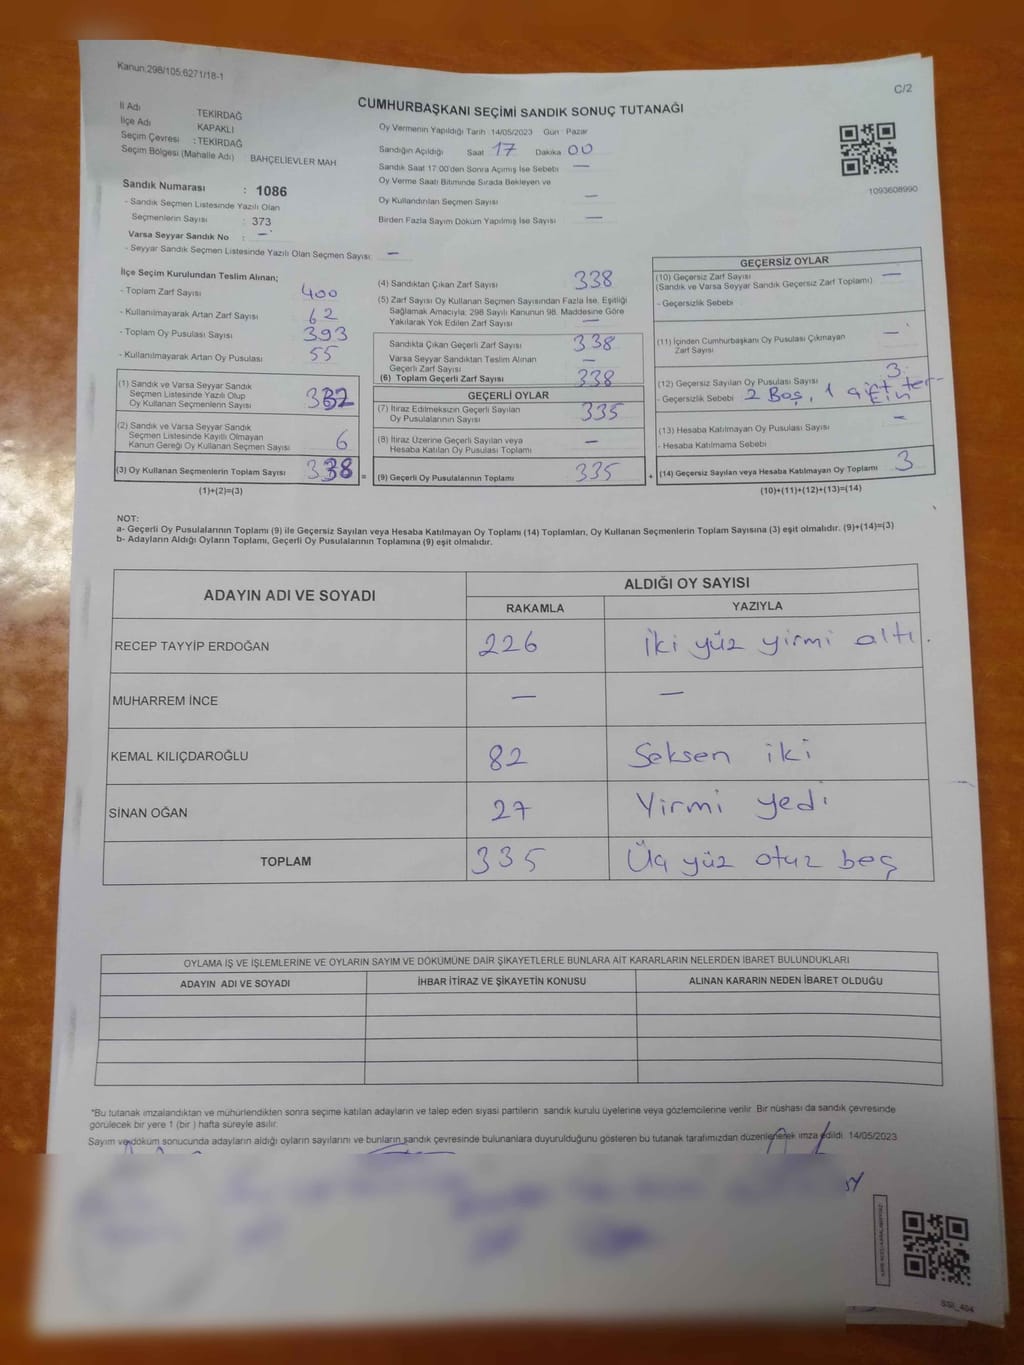 Kanun:298/105:6271/18-1
C/2
CUMHURBAŞKANI SEÇİMİ SANDIK SONUÇ TUTANAĞI
İl Adı TEKİRDAĞ
İlçe Adı KAPAKLI
Seçim Çevresi : TEKİRDAĞ
Seçim Bölgesi (Mahalle Adı) BAHÇELİEVLER MAH
Sandık Numarası : 1086
- Sandık Seçmen Listesinde Yazılı Olan
Seçmenlerin Sayısı : 373
Varsa Seyyar Sandık No : –
- Seyyar Sandık Seçmen Listesinde Yazılı Olan Seçmen Sayısı: –
Oy Vermenin Yapıldığı Tarih : 14/05/2023 Gün : Pazar
Sandığın Açıldığı Saat 17 Dakika 00
Sandık Saat 17:00'den Sonra Açımış İse Sebebi –
Oy Verme Saati Bitiminde Sırada Bekleyen ve
Oy Kullandırılan Seçmen Sayısı –
Birden Fazla Sayım Döküm Yapılmış İse Sayısı –
1093608990
İlçe Seçim Kurulundan Teslim Alınan;
- Toplam Zarf Sayısı 400
- Kullanılmayarak Artan Zarf Sayısı 62
- Toplam Oy Pusulası Sayısı 393
- Kullanılmayarak Artan Oy Pusulası 55
(1) Sandık ve Varsa Seyyar Sandık
Seçmen Listesinde Yazılı Olup
Oy Kullanan Seçmenlerin Sayısı 332
(2) Sandık ve Varsa Seyyar Sandık
Seçmen Listesinde Kayıtlı Olmayan
Kanun Gereği Oy Kullanan Seçmen Sayısı 6
(3) Oy Kullanan Seçmenlerin Toplam Sayısı 338 =
(1)+(2)=(3)
(4) Sandıktan Çıkan Zarf Sayısı 338
(5) Zarf Sayısı Oy Kullanan Seçmen Sayısından Fazla İse, Eşitliği
Sağlamak Amacıyla; 298 Sayılı Kanunun 98. Maddesine Göre
Yakılarak Yok Edilen Zarf Sayısı –
Sandıkta Çıkan Geçerli Zarf Sayısı 338
Varsa Seyyar Sandıktan Teslim Alınan
Geçerli Zarf Sayısı –
(6) Toplam Geçerli Zarf Sayısı 338
GEÇERLİ OYLAR
(7) İtiraz Edilmeksizin Geçerli Sayılan
Oy Pusulalarının Sayısı 335
(8) İtiraz Üzerine Geçerli Sayılan veya
Hesaba Katılan Oy Pusulası Toplamı –
(9) Geçerli Oy Pusulalarının Toplamı 335 +
GEÇERSİZ OYLAR
(10) Geçersiz Zarf Sayısı –
(Sandık ve Varsa Seyyar Sandık Geçersiz Zarf Toplamı)
- Geçersizlik Sebebi
(11) İçinden Cumhurbaşkanı Oy Pusulası Çıkmayan
Zarf Sayısı –
(12) Geçersiz Sayılan Oy Pusulası Sayısı 3
- Geçersizlik Sebebi 2 Boş, 1 çift ter-
(13) Hesaba Katılmayan Oy Pusulası Sayısı –
- Hesaba Katılmama Sebebi
(14) Geçersiz Sayılan veya Hesaba Katılmayan Oy Toplamı 3
(10)+(11)+(12)+(13)=(14)
NOT:
a- Geçerli Oy Pusulalarının Toplamı (9) ile Geçersiz Sayılan veya Hesaba Katılmayan Oy Toplamı (14) Toplamları, Oy Kullanan Seçmenlerin Toplam Sayısına (3) eşit olmalıdır. (9)+(14)=(3)
b- Adayların Aldığı Oyların Toplamı, Geçerli Oy Pusulalarının Toplamına (9) eşit olmalıdır.
ADAYIN ADI VE SOYADI ALDIĞI OY SAYISI
RAKAMLA YAZIYLA
RECEP TAYYİP ERDOĞAN 226 İki yüz yirmi altı.
MUHARREM İNCE – –
KEMAL KILIÇDAROĞLU 82 Seksen iki
SİNAN OĞAN 27 Yirmi yedi
TOPLAM 335 Üç yüz otuz beş
OYLAMA İŞ VE İŞLEMLERINE VE OYLARIN SAYIM VE DÖKÜMÜNE DAİR ŞİKAYETLERLE BUNLARA AİT KARARLARIN NELERDEN İBARET BULUNDUKLARI
ADAYIN ADI VE SOYADI İHBAR İTİRAZ VE ŞİKAYETİN KONUSU ALINAN KARARIN NEDEN İBARET OLDUĞU
*Bu tutanak imzalandıktan ve mühürlendikten sonra seçime katılan adayların ve talep eden siyasi partilerin sandık kurulu üyelerine veya gözlemcilerine verilir. Bir nüshası da sandık çevresinde
görülecek bir yere 1 (bir ) hafta süreyle asılır.
Sayım ve döküm sonucunda adayların aldığı oyların sayılarını ve bunların sandık çevresinde bulunanlara duyurulduğunu gösteren bu tutanak tarafımızdan düzenlenerek imza edildi. 14/05/2023